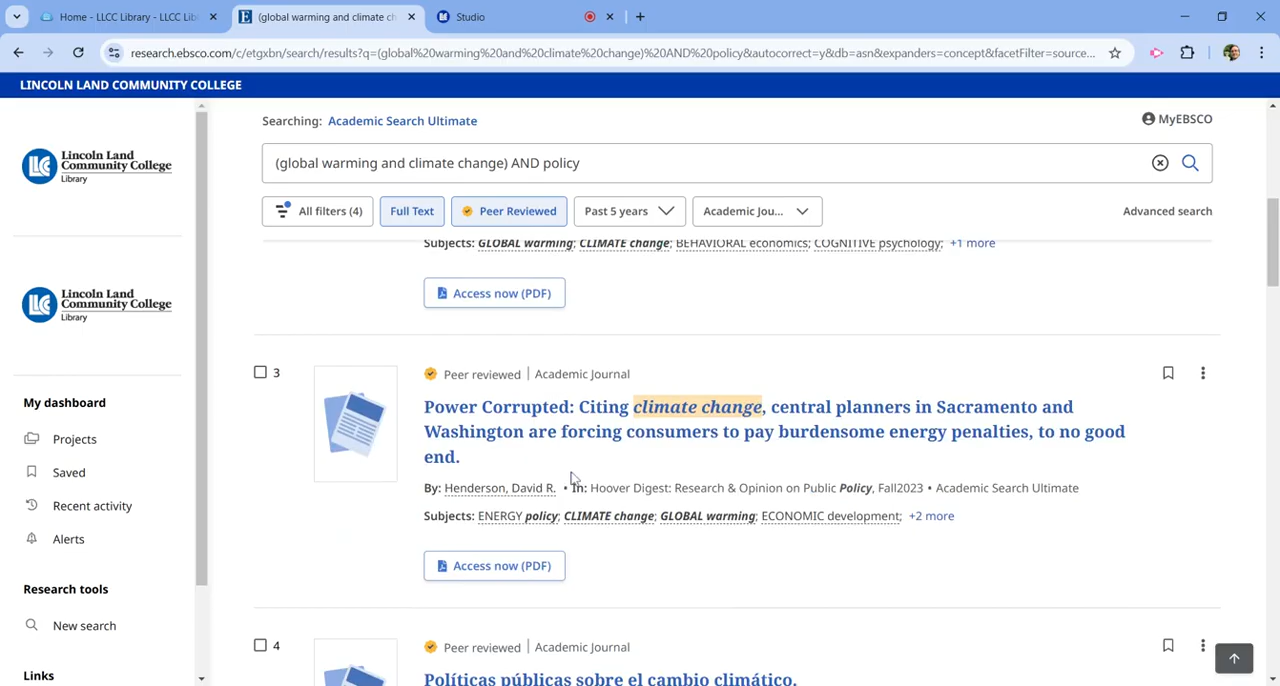 Home - LLCC Library - LLCC Lib
(global warming and climate ch
Studio
research.ebsco.com/c/etgxbn/search/results?q=(global%20warming%20and%20climate%20change)%20AND%20policy&autocorrect=y&db=asn&expanders=concept&facetFilter=source...
LINCOLN LAND COMMUNITY COLLEGE
Searching: Academic Search Ultimate
MyEBSCO
LLC
Lincoln Land
Community College
Library
(global warming and climate change) AND policy
All filters (4)
Full Text
Peer Reviewed
Past 5 years
Academic Jou...
Advanced search
Subjects: GLOBAL warming; CLIMATE change; BEHAVIORAL economics; COGNITIVE psychology; +1 more
Access now (PDF)
LLC
Lincoln Land
Community College
Library
3
Peer reviewed | Academic Journal
Power Corrupted: Citing climate change, central planners in Sacramento and
Washington are forcing consumers to pay burdensome energy penalties, to no good
end.
By: Henderson, David R. • In: Hoover Digest: Research & Opinion on Public Policy, Fall2023 • Academic Search Ultimate
Subjects: ENERGY policy; CLIMATE change; GLOBAL warming; ECONOMIC development; +2 more
Access now (PDF)
My dashboard
Projects
Saved
Recent activity
Alerts
Research tools
New search
Links
4
Peer reviewed | Academic Journal
Políticas públicas sobre el cambio climático.